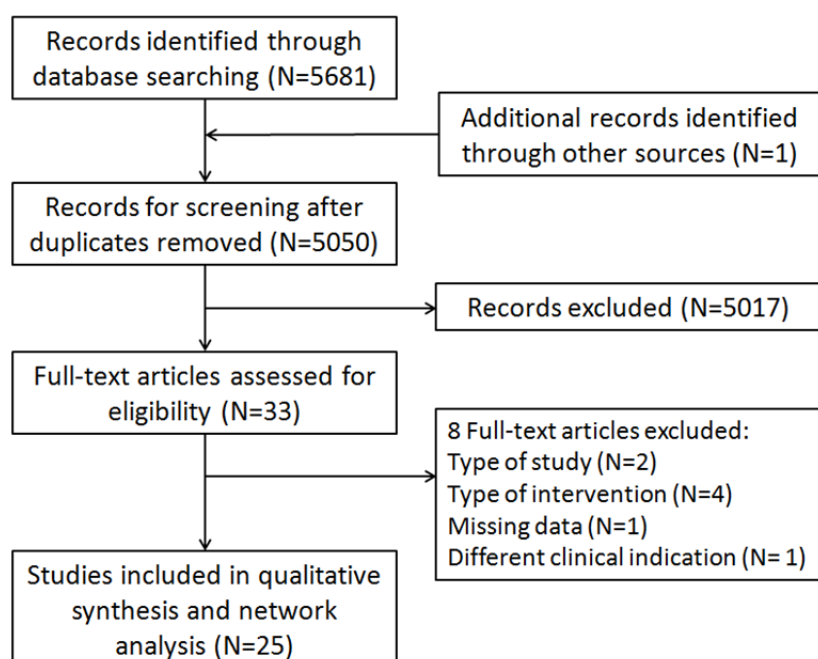 Records identified through
database searching (N=5681)
Additional records identified
through other sources (N=1)
Records for screening after
duplicates removed (N=5050)
Records excluded (N=5017)
Full-text articles assessed for
eligibility (N=33)
8 Full-text articles excluded:
Type of study (N=2)
Type of intervention (N=4)
Missing data (N=1)
Different clinical indication (N= 1)
Studies included in qualitative
synthesis and network
analysis (N=25)